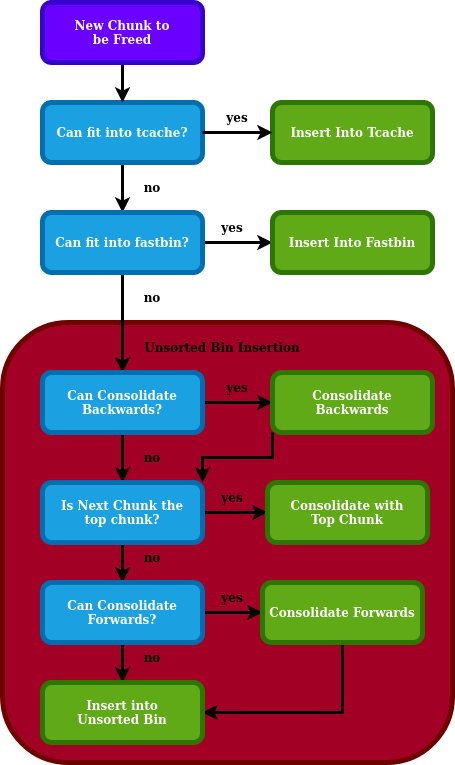 New Chunk to
be Freed
Can fit into tcache?
yes
Insert Into Tcache
no
Can fit into fastbin?
yes
Insert Into Fastbin
no
Unsorted Bin Insertion
Can Consolidate
Backwards?
yes
Consolidate
Backwards
no
Is Next Chunk the
top chunk?
yes
Consolidate with
Top Chunk
no
Can Consolidate
Forwards?
yes
Consolidate Forwards
no
Insert into
Unsorted Bin